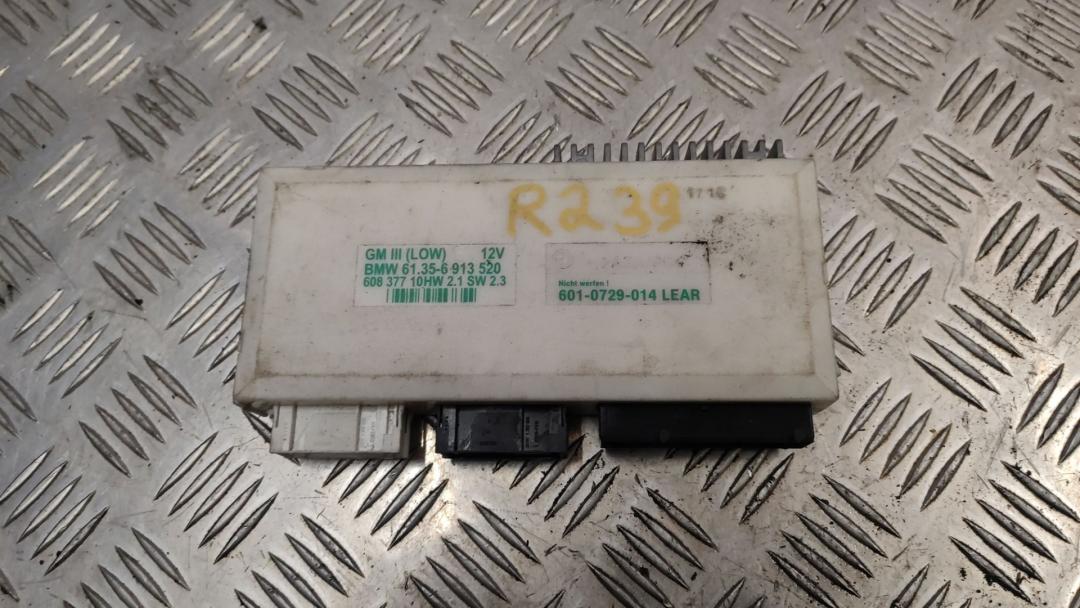 R239
GM III (LOW) 12V
BMW 61.35-6 913 520
608 377 10HW 2.1 SW 2.3
Nicht werfen !
601-0729-014 LEAR